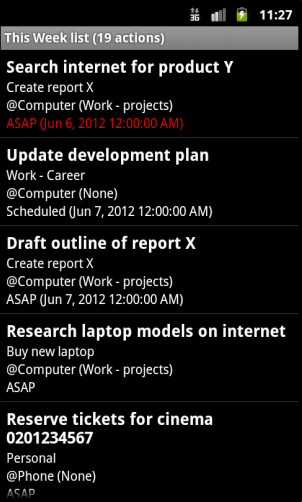 3G 11:27
This Week list (19 actions)
Search internet for product Y
Create report X
@Computer (Work - projects)
ASAP (Jun 6, 2012 12:00:00 AM)
Update development plan
Work - Career
@Computer (None)
Scheduled (Jun 7, 2012 12:00:00 AM)
Draft outline of report X
Create report X
@Computer (Work - projects)
ASAP (Jun 7, 2012 12:00:00 AM)
Research laptop models on internet
Buy new laptop
@Computer (Work - projects)
ASAP
Reserve tickets for cinema
0201234567
Personal
@Phone (None)
ASAP